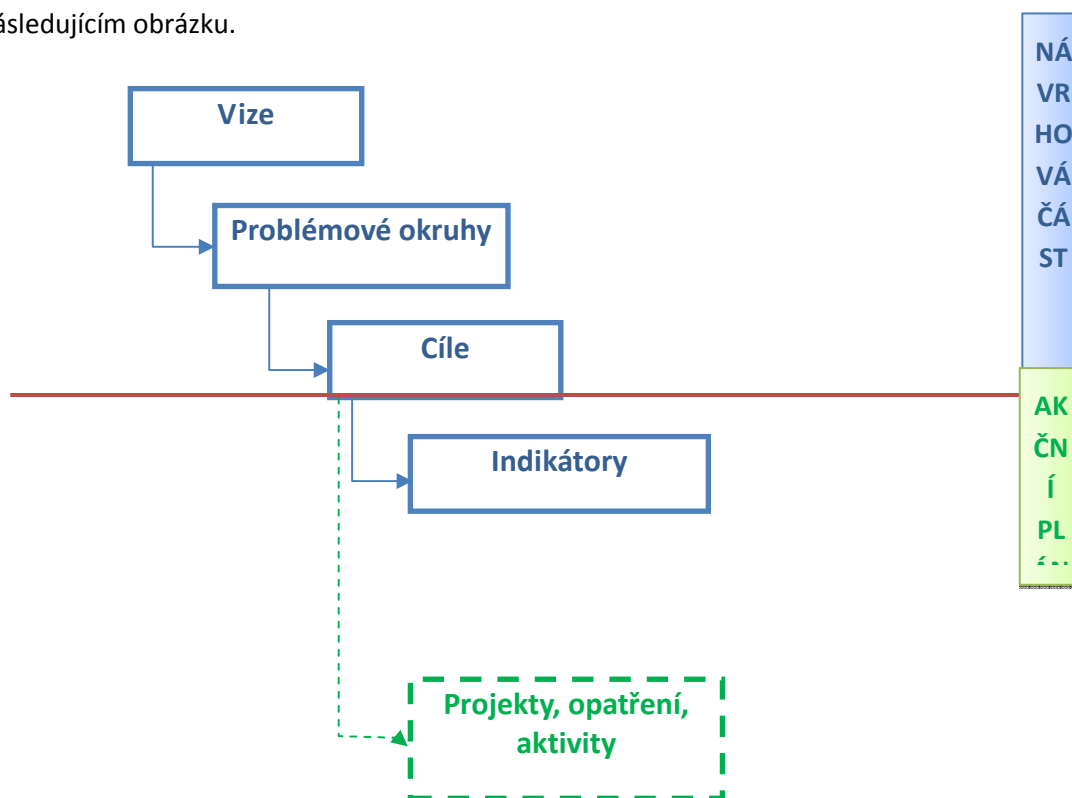 ásledujícím obrázku.
Vize
Problémové okruhy
Cíle
Indikátory
Projekty, opatření,
aktivity
NÁ
VR
HO
VÁ
ČÁ
ST
AK
ČN
Í
PL